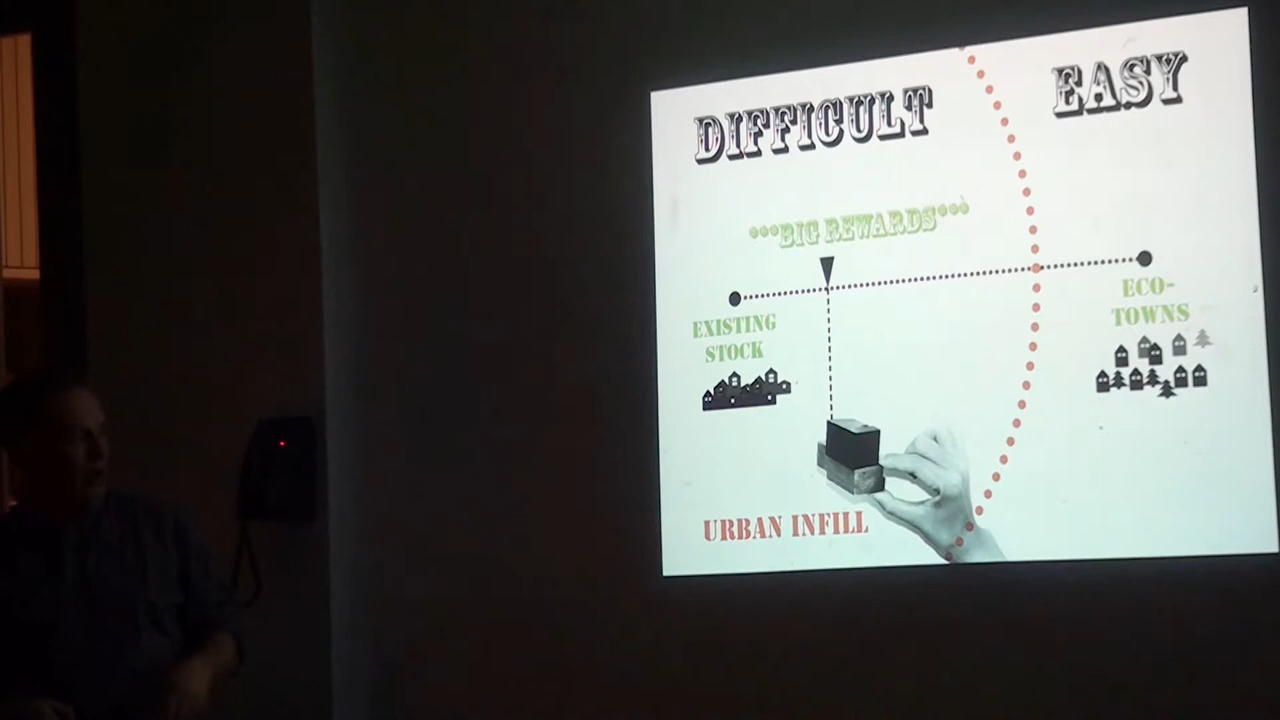 DIFFICULT
EASY
BIG REWARDS
EXISTING
STOCK
ECO-
TOWNS
URBAN INFILL